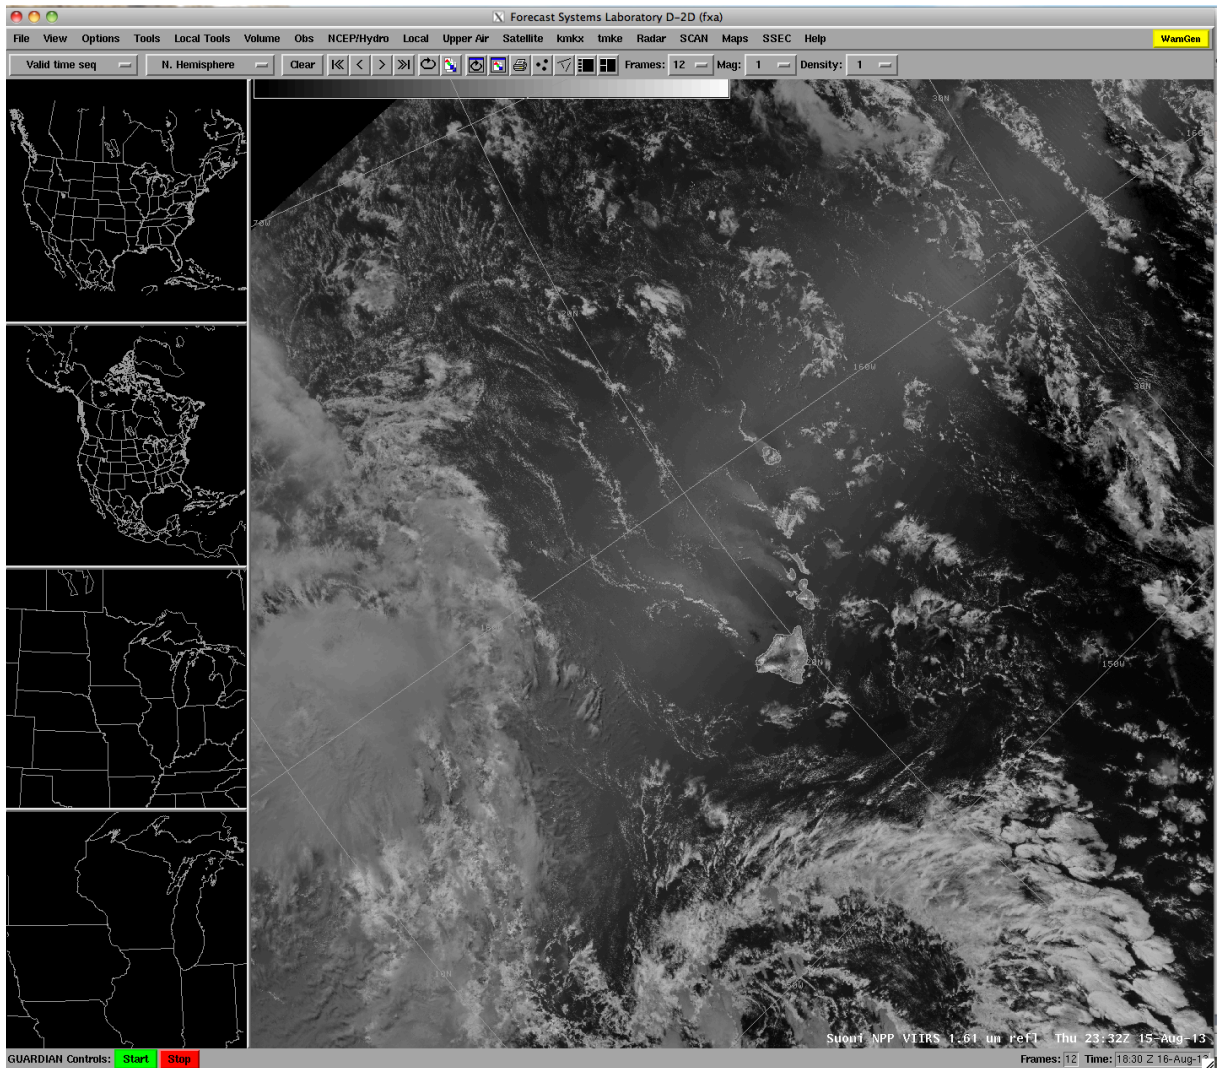 Forecast Systems Laboratory D-2D (fxa)
File View Options Tools Local Tools Volume Obs NCEP/Hydro Local Upper Air Satellite kmkx tmke Radar SCAN Maps SSEC Help WarnGen
Valid time seq N. Hemisphere Clear Frames: 12 Mag: 1 Density: 1
30N
160W
30N
150W
20N
10N
Suomi NPP VIIRS 1.61 um refl Thu 23:32Z 15-Aug-13
GUARDIAN Controls: Start Stop Frames: 12 Time: 18:30 Z 16-Aug-13